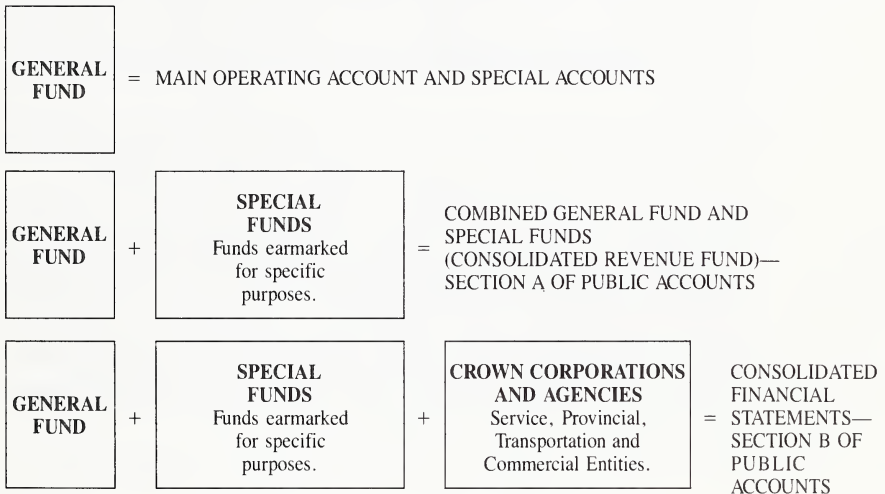 GENERAL
FUND
= MAIN OPERATING ACCOUNT AND SPECIAL ACCOUNTS
GENERAL
FUND
+
SPECIAL
FUNDS
Funds earmarked
for specific
purposes.
=
COMBINED GENERAL FUND AND
SPECIAL FUNDS
(CONSOLIDATED REVENUE FUND)—
SECTION A OF PUBLIC ACCOUNTS
GENERAL
FUND
+
SPECIAL
FUNDS
Funds earmarked
for specific
purposes.
+
CROWN CORPORATIONS
AND AGENCIES
Service, Provincial,
Transportation and
Commercial Entities.
=
CONSOLIDATED
FINANCIAL
STATEMENTS—
SECTION B OF
PUBLIC
ACCOUNTS